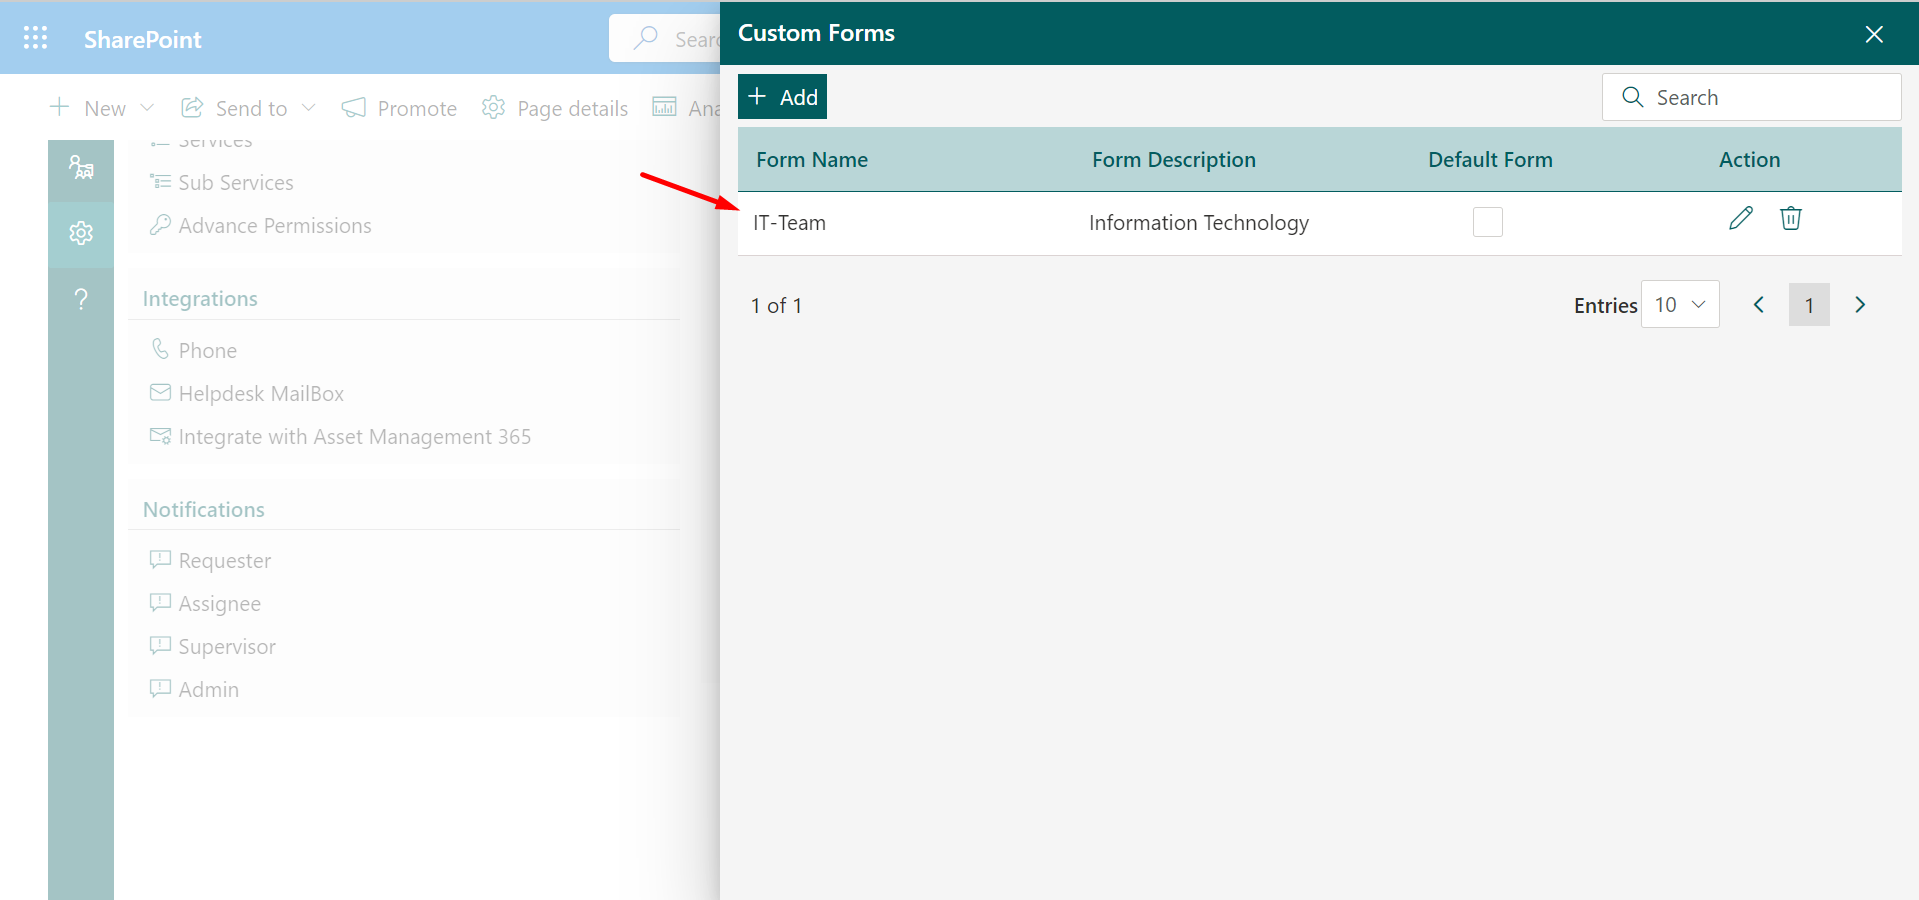 SharePoint
Sear
New
Send to
Promote
Page details
Ana
Services
Sub Services
Advance Permissions
Integrations
Phone
Helpdesk MailBox
Integrate with Asset Management 365
Notifications
Requester
Assignee
Supervisor
Admin
Custom Forms
Add
Search
Form Name Form Description Default Form Action
IT-Team Information Technology
1 of 1
Entries 10 1